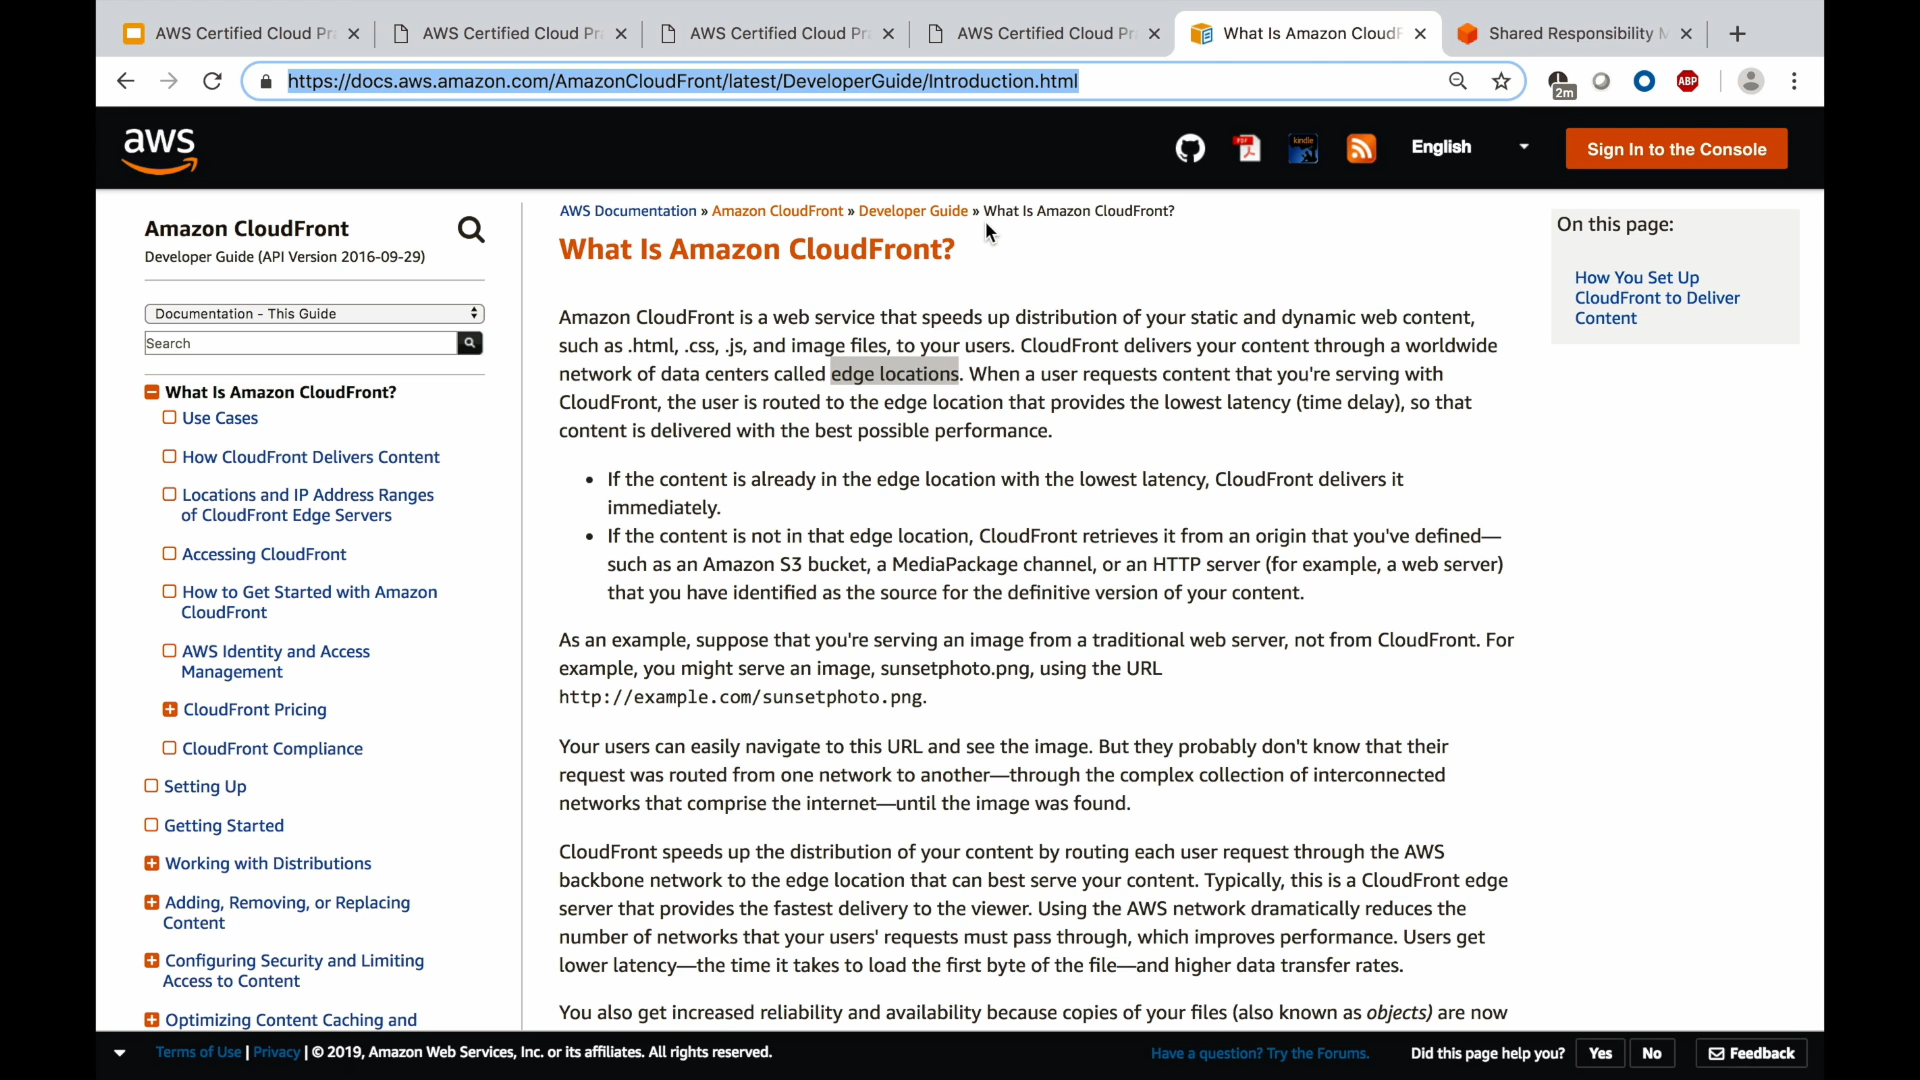 AWS Certified Cloud Pr
AWS Certified Cloud Pra
AWS Certified Cloud Pra
AWS Certified Cloud Pr
What Is Amazon CloudF
Shared Responsibility M
https://docs.aws.amazon.com/AmazonCloudFront/latest/DeveloperGuide/Introduction.html
2m
ABP
aws
PDF
kindle
English
Sign In to the Console
Amazon CloudFront
Developer Guide (API Version 2016-09-29)
Documentation - This Guide
Search
What Is Amazon CloudFront?
Use Cases
How CloudFront Delivers Content
Locations and IP Address Ranges
of CloudFront Edge Servers
Accessing CloudFront
How to Get Started with Amazon
CloudFront
AWS Identity and Access
Management
CloudFront Pricing
CloudFront Compliance
Setting Up
Getting Started
Working with Distributions
Adding, Removing, or Replacing
Content
Configuring Security and Limiting
Access to Content
Optimizing Content Caching and
AWS Documentation » Amazon CloudFront » Developer Guide » What Is Amazon CloudFront?
What Is Amazon CloudFront?
Amazon CloudFront is a web service that speeds up distribution of your static and dynamic web content,
such as .html, .css, .js, and image files, to your users. CloudFront delivers your content through a worldwide
network of data centers called edge locations. When a user requests content that you're serving with
CloudFront, the user is routed to the edge location that provides the lowest latency (time delay), so that
content is delivered with the best possible performance.
• If the content is already in the edge location with the lowest latency, CloudFront delivers it
immediately.
• If the content is not in that edge location, CloudFront retrieves it from an origin that you've defined—
such as an Amazon S3 bucket, a MediaPackage channel, or an HTTP server (for example, a web server)
that you have identified as the source for the definitive version of your content.
As an example, suppose that you're serving an image from a traditional web server, not from CloudFront. For
example, you might serve an image, sunsetphoto.png, using the URL
http://example.com/sunsetphoto.png.
Your users can easily navigate to this URL and see the image. But they probably don't know that their
request was routed from one network to another—through the complex collection of interconnected
networks that comprise the internet—until the image was found.
CloudFront speeds up the distribution of your content by routing each user request through the AWS
backbone network to the edge location that can best serve your content. Typically, this is a CloudFront edge
server that provides the fastest delivery to the viewer. Using the AWS network dramatically reduces the
number of networks that your users' requests must pass through, which improves performance. Users get
lower latency—the time it takes to load the first byte of the file—and higher data transfer rates.
You also get increased reliability and availability because copies of your files (also known as objects) are now
On this page:
How You Set Up
CloudFront to Deliver
Content
Terms of Use | Privacy | © 2019, Amazon Web Services, Inc. or its affiliates. All rights reserved.
Have a question? Try the Forums.
Did this page help you?
Yes
No
Feedback